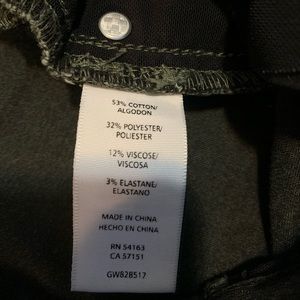 53% COTTON/
ALGODON
32% POLYESTER/
POLIESTER
12% VISCOSE/
VISCOSA
3% ELASTANE/
ELASTANO
MADE IN CHINA
HECHO EN CHINA
RN 54163
CA 57151
GW828517